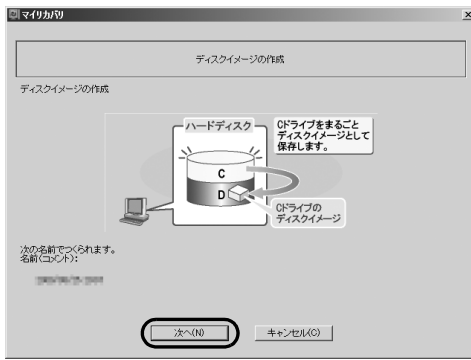 マイリカバリ
ディスクイメージの作成
ディスクイメージの作成
ハードディスク
Cドライブをまるごと
ディスクイメージとして
保存します。
C
D
Cドライブの
ディスクイメージ
次の名前でつくられます。
名前(コメント):
次へ(N)
キャンセル(C)